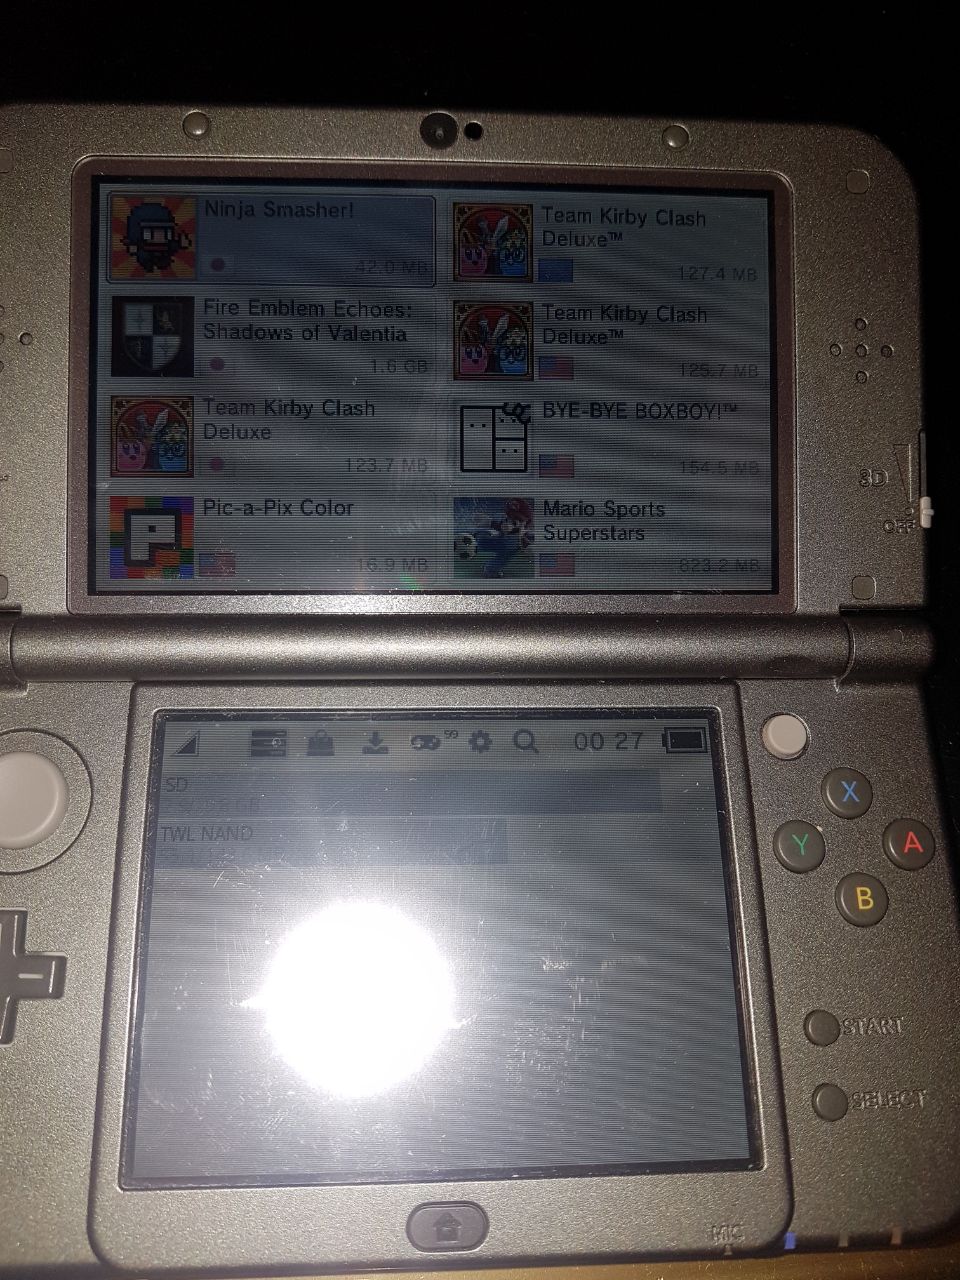 Ninja Smasher!
42.0 MB
Fire Emblem Echoes:
Shadows of Valentia
1.6 GB
Team Kirby Clash
Deluxe
123.7 MB
Pic-a-Pix Color
P
16.9 MB
Team Kirby Clash
Deluxe™
127.4 MB
Team Kirby Clash
Deluxe™
125.7 MB
BYE-BYE BOXBOY!™
154.5 MB
Mario Sports
Superstars
823.2 MB
3D
OFF
99
00 27
SD
TWL NAND
X
Y
A
B
START
SELECT
MIC